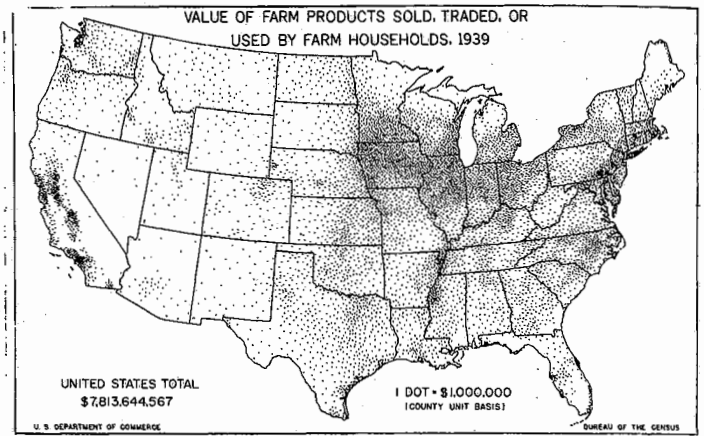 VALUE OF FARM PRODUCTS SOLD, TRADED, OR
USED BY FARM HOUSEHOLDS, 1939
UNITED STATES TOTAL
$7,813,644,567
1 DOT = $1,000,000
(COUNTY UNIT BASIS)
U. S. DEPARTMENT OF COMMERCE
BUREAU OF THE CENSUS